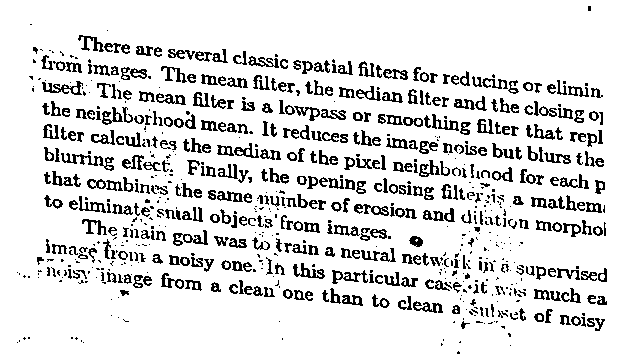 There are several classic spatial filters for reducing or elimin
from images. The mean filter, the median filter and the closing o
used. The mean filter is a lowpass or smoothing filter that repl
the neighborhood mean. It reduces the image noise but blurs the
filter calculates the median of the pixel neighborhood for each p
blurring effect. Finally, the opening closing filter is a mathem
that combines the same number of erosion and dilation morphol
to eliminate small objects from images.
The main goal was to train a neural network in a supervised
image from a noisy one. In this particular case it was much ea
noisy image from a clean one than to clean a subset of noisy